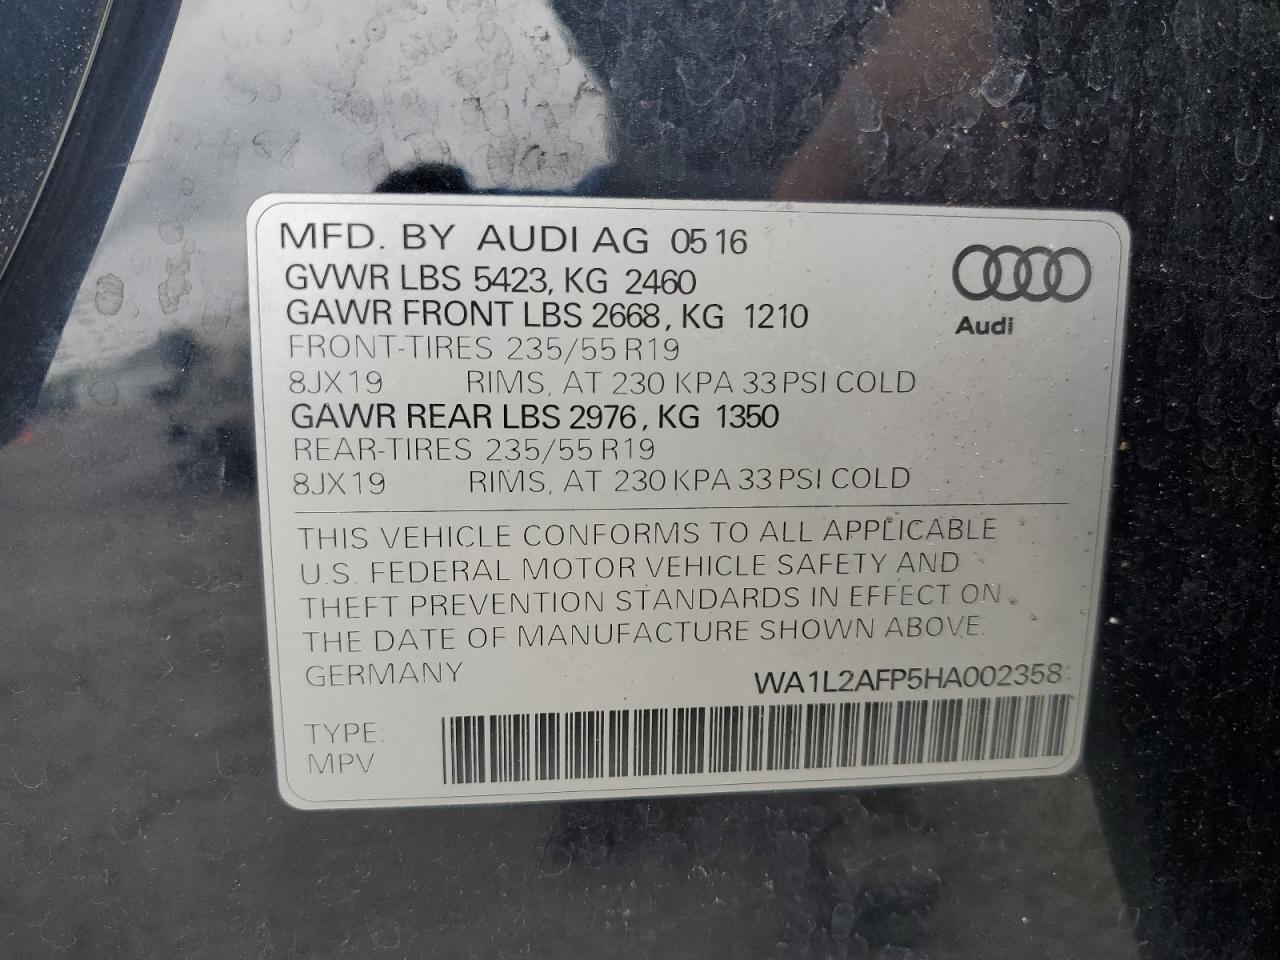 MFD. BY AUDI AG 05 16
GVWR LBS 5423, KG 2460
GAWR FRONT LBS 2668, KG 1210
Audi
FRONT-TIRES 235/55 R19
8JX19 RIMS, AT 230 KPA 33 PSI COLD
GAWR REAR LBS 2976, KG 1350
REAR-TIRES 235/55 R19
8JX19 RIMS, AT 230 KPA 33 PSI COLD
THIS VEHICLE CONFORMS TO ALL APPLICABLE
U.S. FEDERAL MOTOR VEHICLE SAFETY AND
THEFT PREVENTION STANDARDS IN EFFECT ON
THE DATE OF MANUFACTURE SHOWN ABOVE.
GERMANY WA1L2AFP5HA002358
TYPE:
MPV